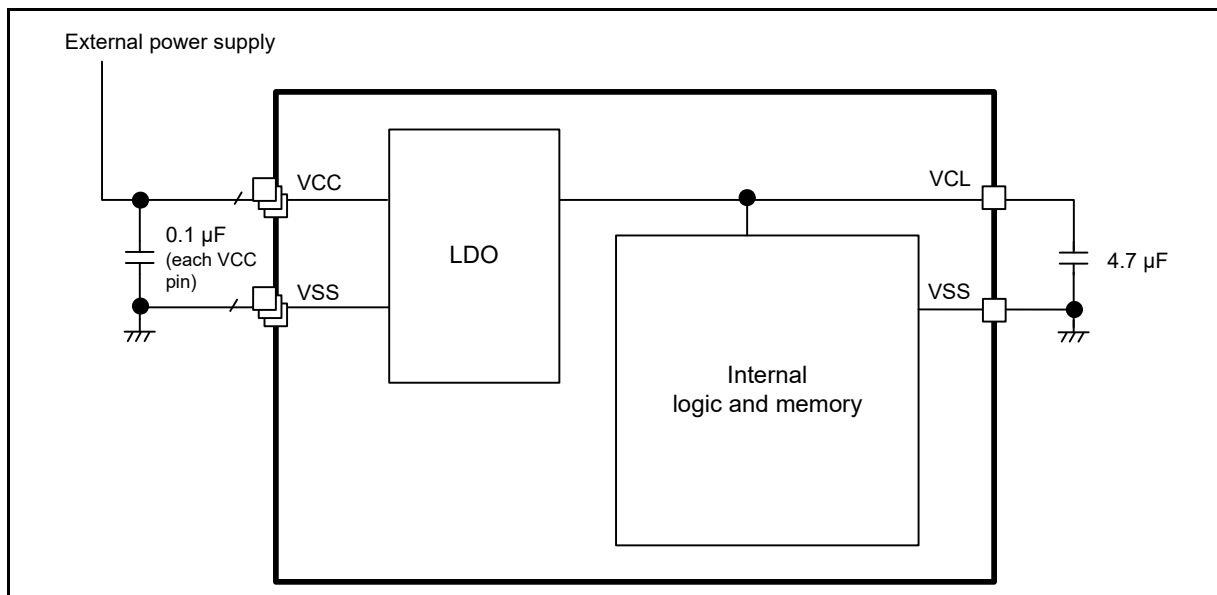 External power supply
VCC
VCL
0.1 µF
(each VCC
pin)
LDO
4.7 µF
VSS
VSS
Internal
logic and memory